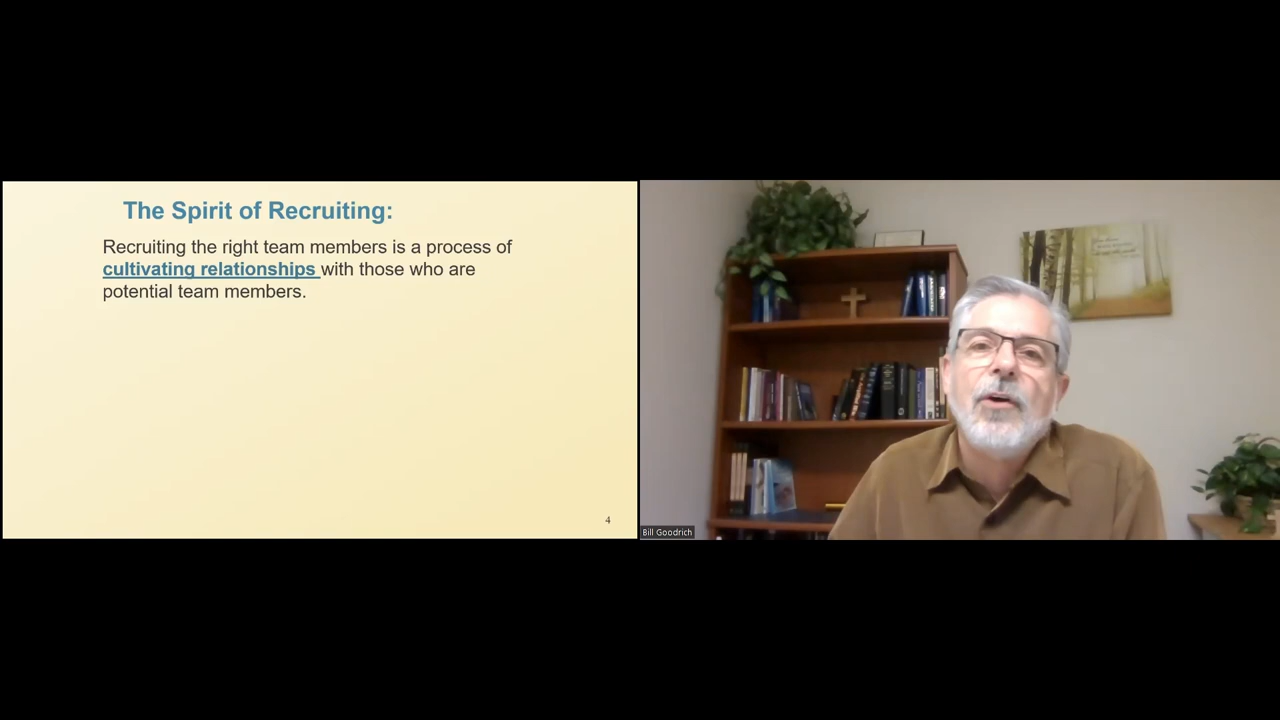 The Spirit of Recruiting:
Recruiting the right team members is a process of
cultivating relationships with those who are
potential team members.
4
Bill Goodrich